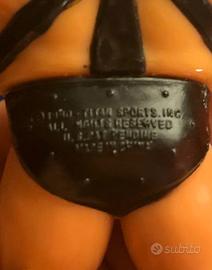 TITAN SPORTS, INC
ALL RIGHTS RESERVED
U.S. PAT PENDING
MADE IN CHINA
subito